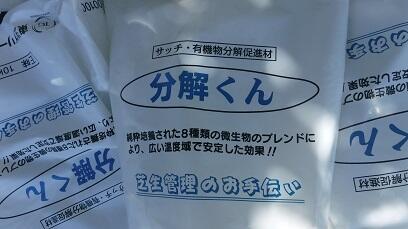 サッチ・有機物分解促進材
分解くん
純粋培養された8種類の微生物のブレンドに
より、広い温度域で安定した効果!!
芝生管理のお手伝い